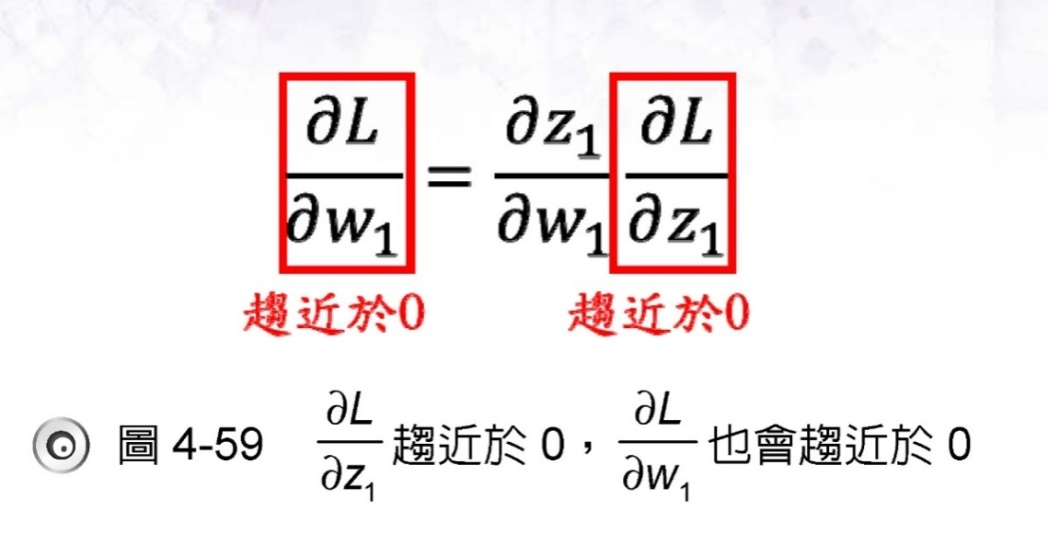 ∂L/∂w₁ = ∂z₁/∂w₁ ∂L/∂z₁
趨近於0 趨近於0
圖 4-59 ∂L/∂z₁ 趨近於 0，∂L/∂w₁ 也會趨近於 0